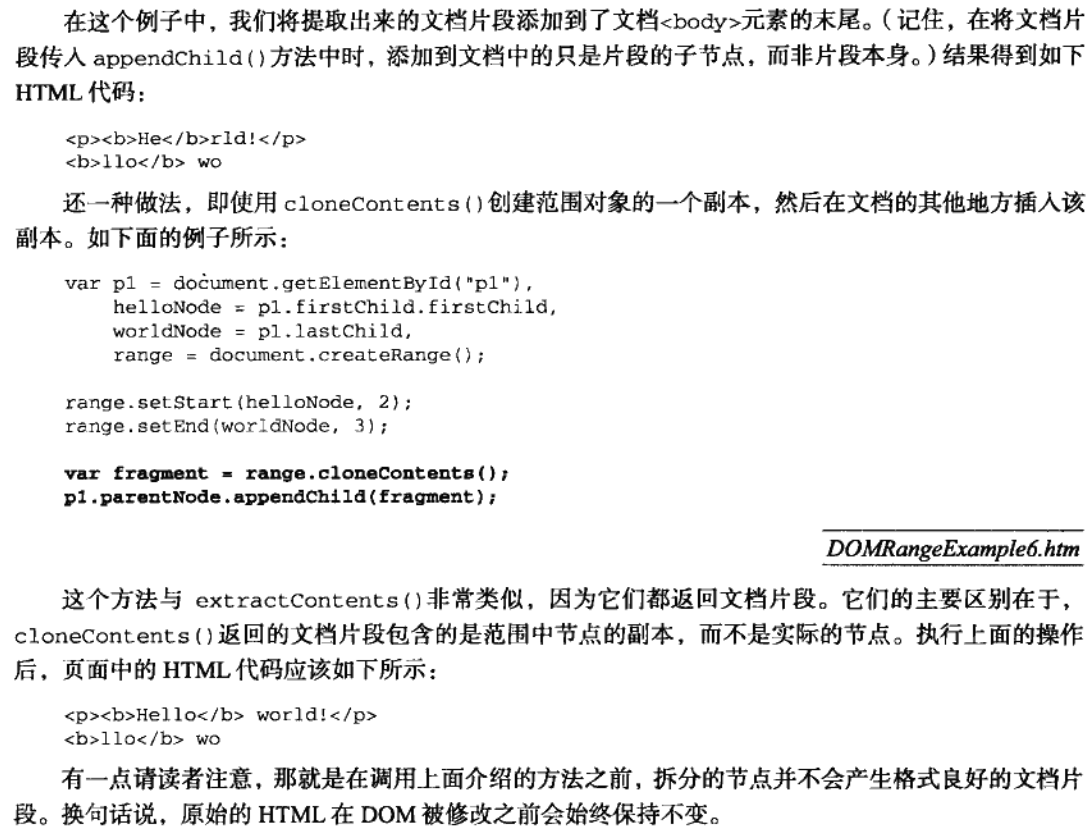 在这个例子中，我们将提取出来的文档片段添加到了文档<body>元素的末尾。（记住，在将文档片
段传入 appendChild()方法中时，添加到文档中的只是片段的子节点，而非片段本身。）结果得到如下
HTML 代码：
<p><b>He</b>rld!</p>
<b>llo</b> wo
还一种做法，即使用 cloneContents()创建范围对象的一个副本，然后在文档的其他地方插入该
副本。如下面的例子所示：
var p1 = document.getElementById("p1"),
helloNode = p1.firstChild.firstChild,
worldNode = p1.lastChild,
range = document.createRange();
range.setStart(helloNode, 2);
range.setEnd(worldNode, 3);
var fragment = range.cloneContents();
p1.parentNode.appendChild(fragment);
DOMRangeExample6.htm
这个方法与 extractContents()非常类似，因为它们都返回文档片段。它们的主要区别在于，
cloneContents()返回的文档片段包含的是范围中节点的副本，而不是实际的节点。执行上面的操作
后，页面中的 HTML 代码应该如下所示：
<p><b>Hello</b> world!</p>
<b>llo</b> wo
有一点请读者注意，那就是在调用上面介绍的方法之前，拆分的节点并不会产生格式良好的文档片
段。换句话说，原始的 HTML 在 DOM 被修改之前会始终保持不变。